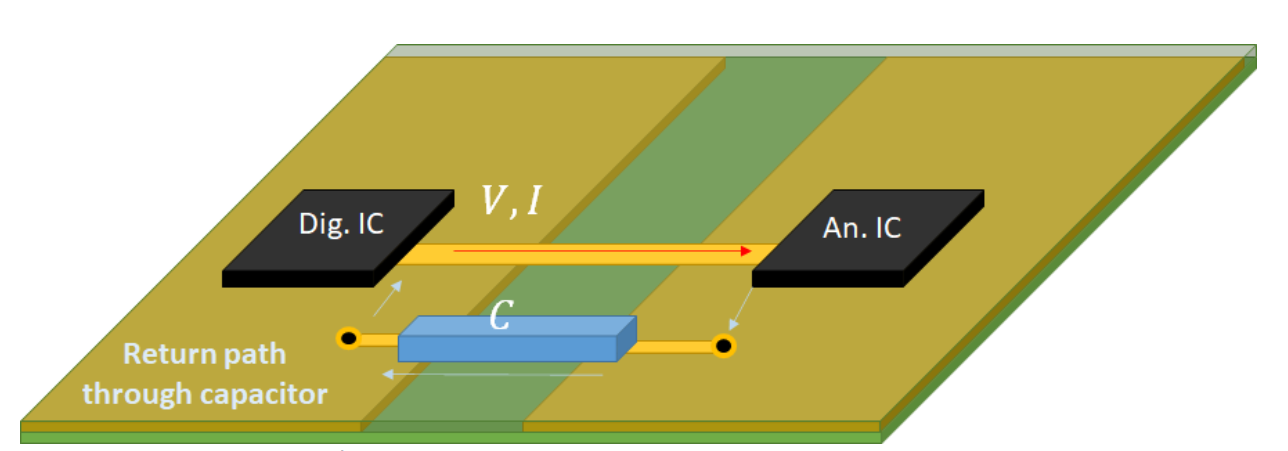 V, I
Dig. IC
An. IC
C
Return path
through capacitor